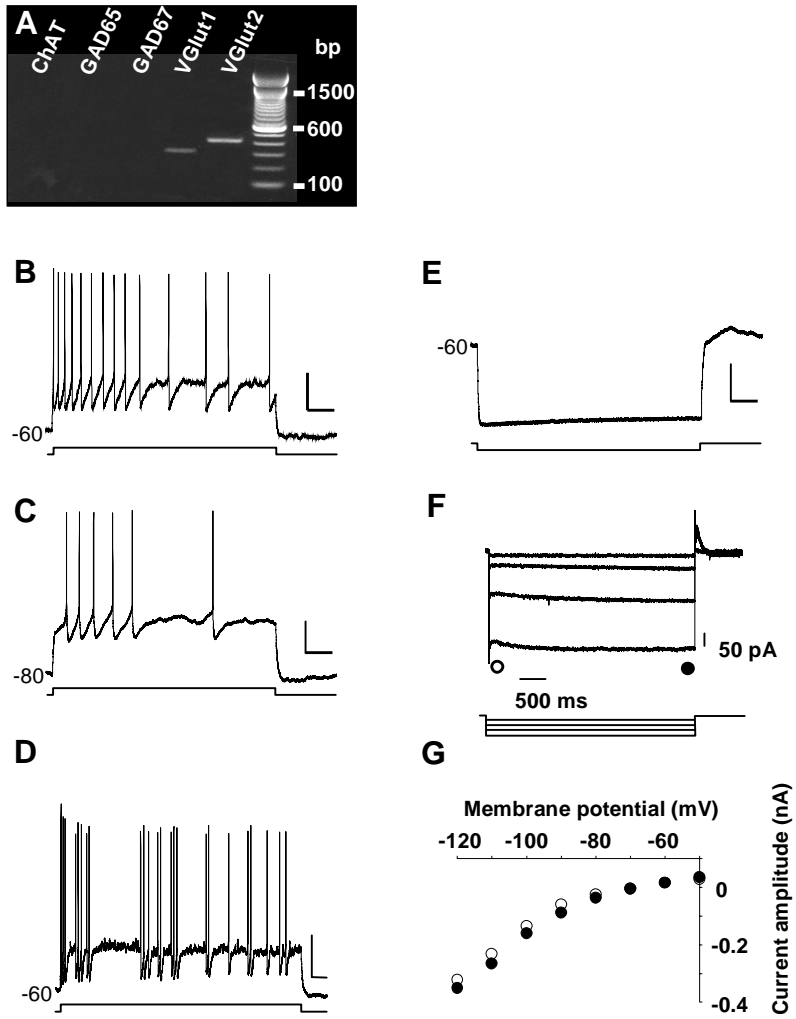 A
ChAT
GAD65
GAD67
VGlut1
VGlut2
bp
1500
600
100
B
-60
E
-60
C
-80
F
50 pA
500 ms
D
-60
G
Membrane potential (mV)
-120 -100 -80 -60
0
-0.2
-0.4
Current amplitude (nA)